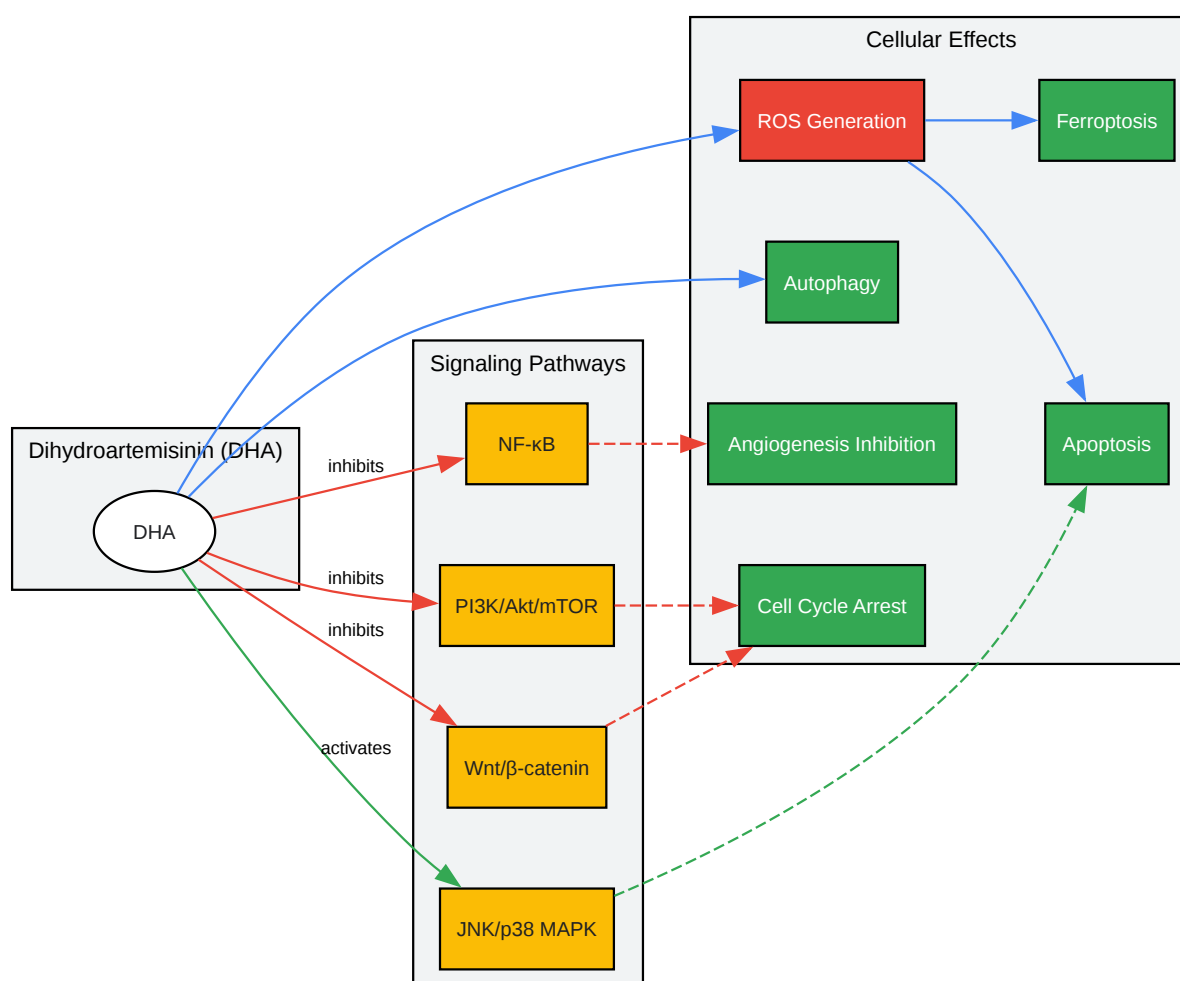 Cellular Effects
ROS Generation
Ferroptosis
Autophagy
Signaling Pathways
NF-κB
Angiogenesis Inhibition
Apoptosis
Dihydroartemisinin (DHA)
inhibits
DHA
inhibits
PI3K/Akt/mTOR
Cell Cycle Arrest
inhibits
activates
Wnt/β-catenin
JNK/p38 MAPK